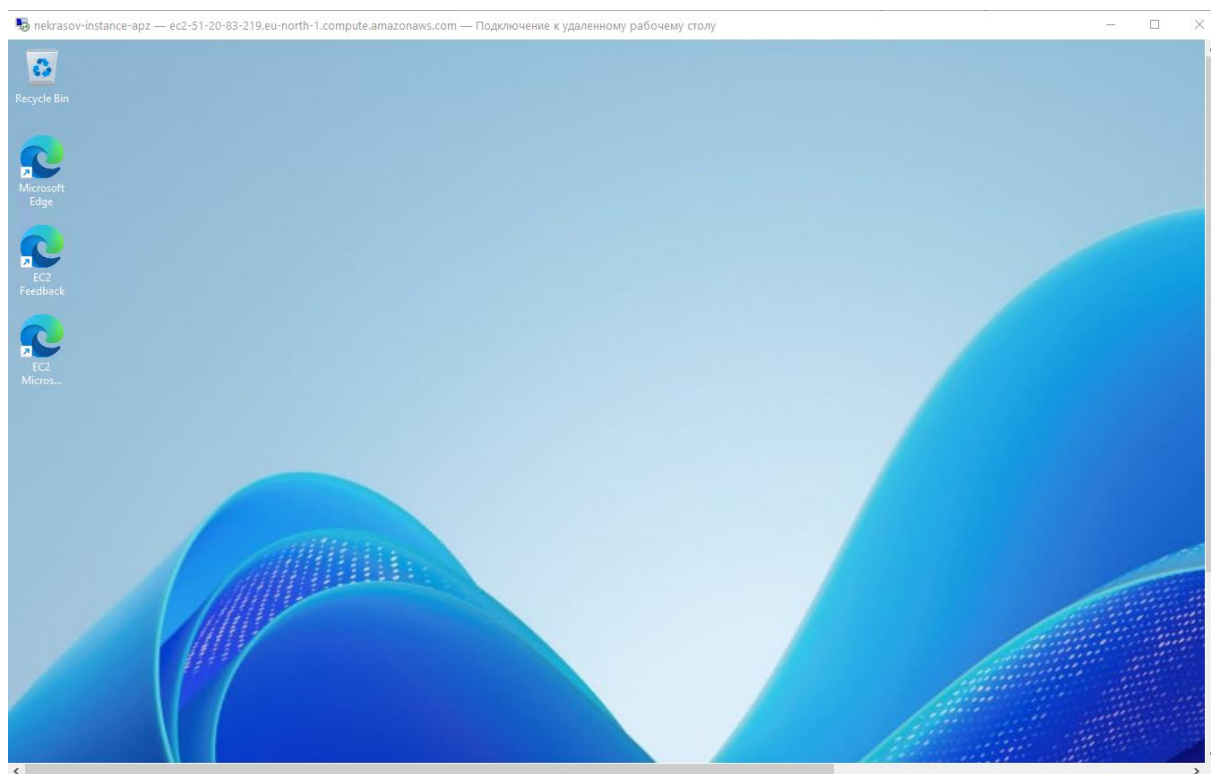 nekrasov-instance-apz — ec2-51-20-83-219.eu-north-1.compute.amazonaws.com — Подключение к удаленному рабочему столу
Recycle Bin
Microsoft
Edge
EC2
Feedback
EC2
Micros...